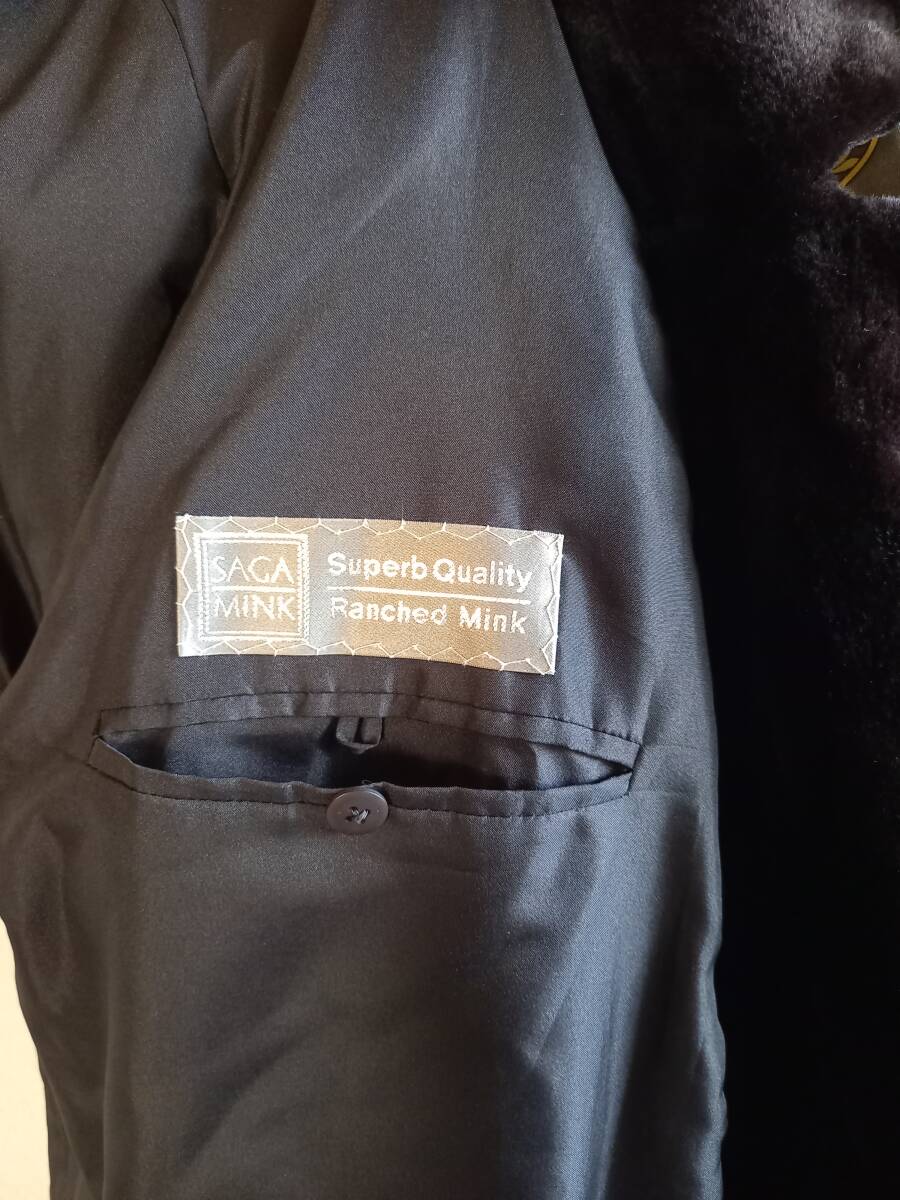 SAGA
MINK
Superb Quality
Ranched Mink